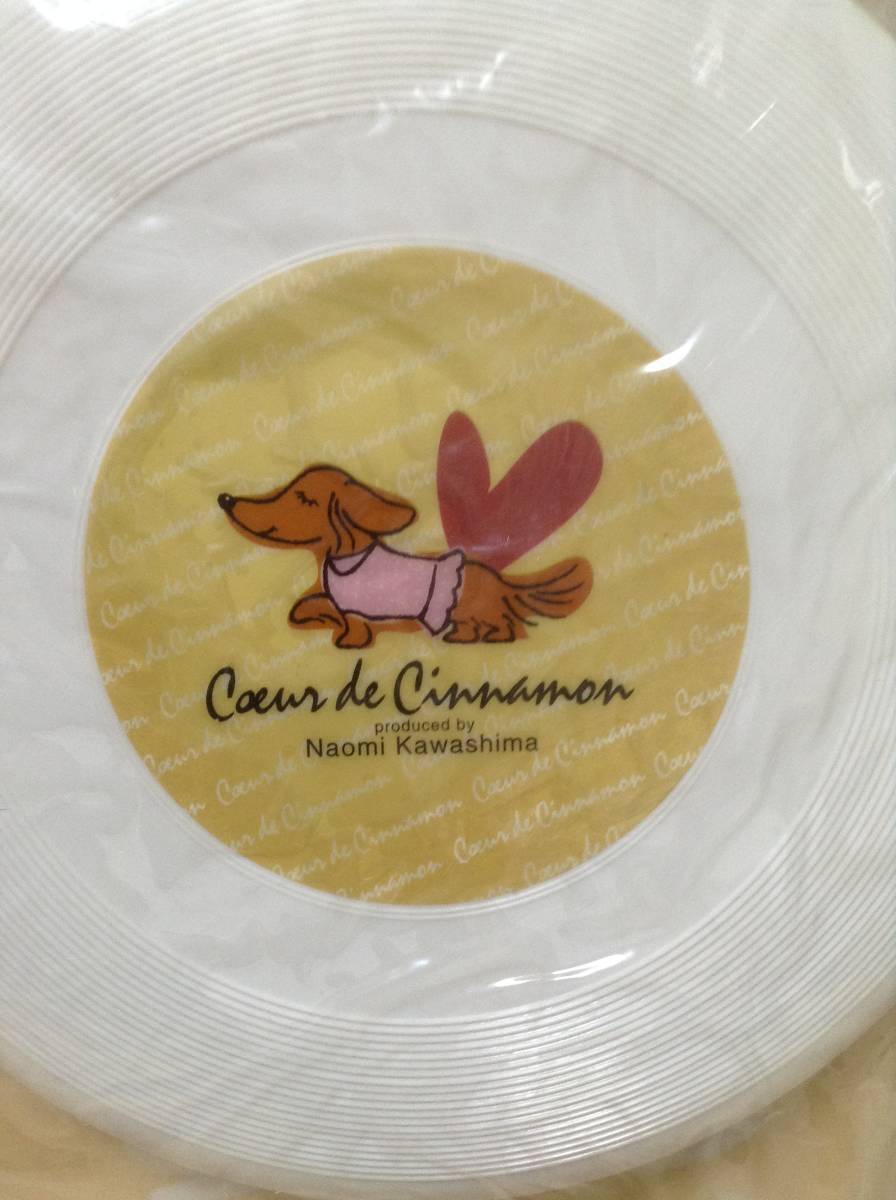 Cœur de Cinnamon
produced by
Naomi Kawashima